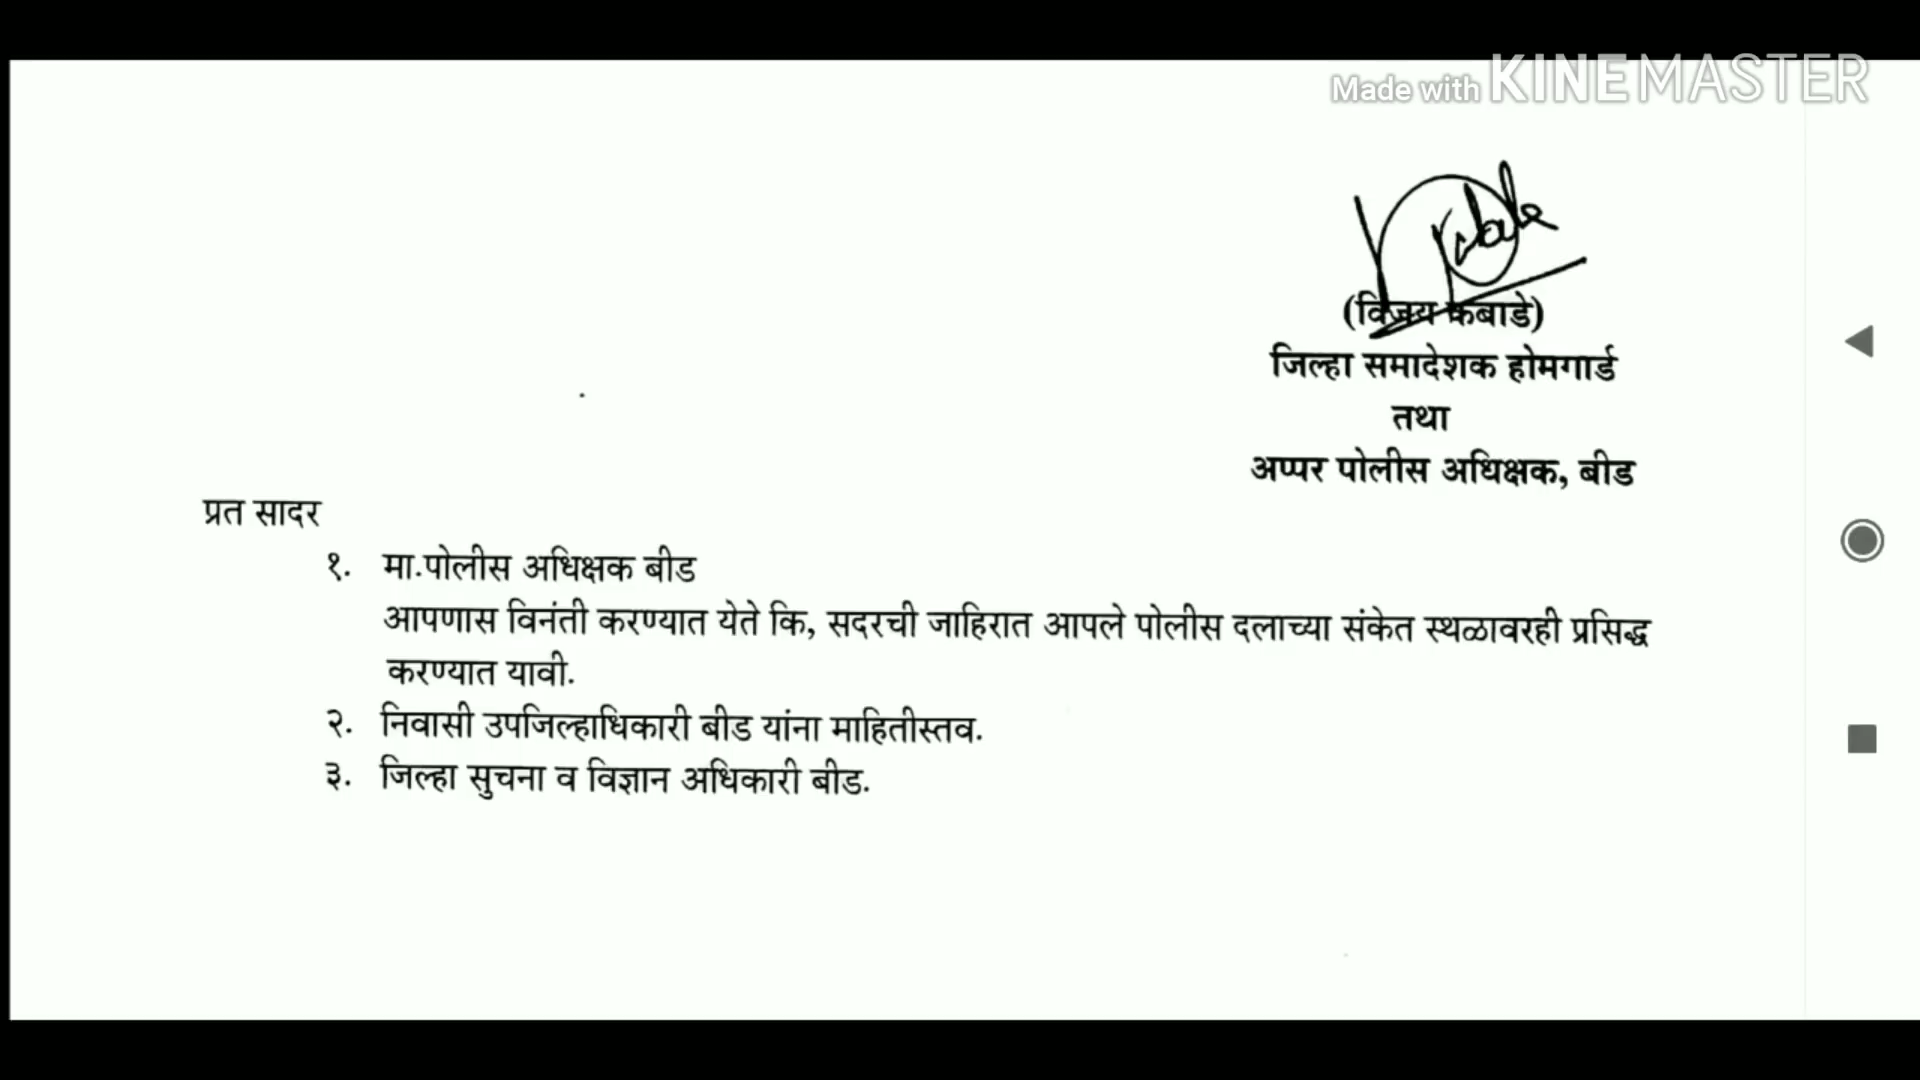 Made with KINEMASTER
(विजय कबाडे)
जिल्हा समादेशक होमगार्ड
तथा
अप्पर पोलीस अधिक्षक, बीड
प्रत सादर
१. मा.पोलीस अधिक्षक बीड
आपणास विनंती करण्यात येते कि, सदरची जाहिरात आपले पोलीस दलाच्या संकेत स्थळावरही प्रसिद्ध
करण्यात यावी.
२. निवासी उपजिल्हाधिकारी बीड यांना माहितीस्तव.
३. जिल्हा सुचना व विज्ञान अधिकारी बीड.